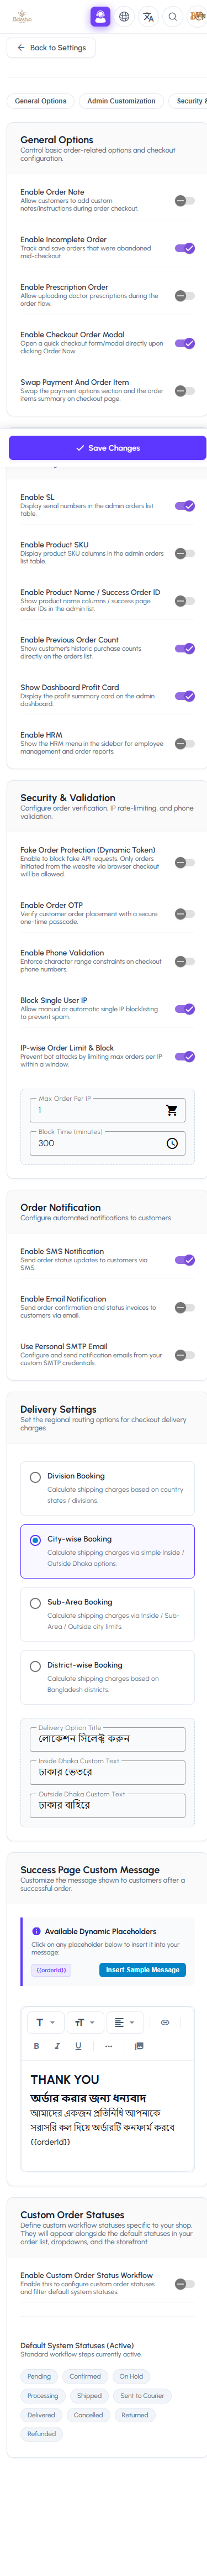 Back to Settings
General Options
Admin Customization
Security &
General Options
Control basic order-related options and checkout
configuration.
Enable Order Note
Allow customers to add custom
notes/instructions during order checkout.
Enable Incomplete Order
Track and save orders that were abandoned
mid-checkout.
Enable Prescription Order
Allow uploading doctor prescriptions during the
order flow.
Enable Checkout Order Modal
Open a quick checkout form/modal directly upon
clicking Order Now.
Swap Payment And Order Item
Swap the payment options section and the order
items summary on checkout page.
Save Changes
Enable SL
Display serial numbers in the admin orders list
table.
Enable Product SKU
Display product SKU columns in the admin orders
list table.
Enable Product Name / Success Order ID
Show product name columns / success page
order IDs in the admin list.
Enable Previous Order Count
Show customer's historic purchase counts
directly on the orders list.
Show Dashboard Profit Card
Display the profit summary card on the admin
dashboard
Enable HRM
Show the HRM menu in the sidebar for employee
management and order reports.
Security & Validation
Configure order verification, IP rate-limiting, and phone
validation.
Fake Order Protection (Dynamic Token)
Enable to block fake API requests. Only orders
initiated from the website via browser checkout
will be allowed.
Enable Order OTP
Verify customer order placement with a secure
one-time passcode.
Enable Phone Validation
Enforce character range constraints on checkout
phone numbers.
Block Single User IP
Allow manual or automatic single IP blocklisting
to prevent spam.
IP-wise Order Limit & Block
Prevent bot attacks by limiting max orders per IP
within a window.
Max Order Per IP
1
Block Time (minutes)
300
Order Notification
Configure automated notifications to customers.
Enable SMS Notification
Send order status updates to customers via
SMS.
Enable Email Notification
Send order confirmation and status invoices to
customers via email.
Use Personal SMTP Email
Configure and send notification emails from your
custom SMTP credentials.
Delivery Settings
Set the regional routing options for checkout delivery
charges.
Division Booking
Calculate shipping charges based on country
states / divisions.
City-wise Booking
Calculate shipping charges via simple Inside /
Outside Dhaka options.
Sub-Area Booking
Calculate shipping charges via Inside / Sub-
Area / Outside city limits.
District-wise Booking
Calculate shipping charges based on
Bangladesh districts.
Delivery Option Title
লোকেশন সিলেক্ট করুন
Inside Dhaka Custom Text
ঢাকার ভেতরে
Outside Dhaka Custom Text
ঢাকার বাহিরে
Success Page Custom Message
Customize the message shown to customers after a
successful order.
Available Dynamic Placeholders
Click on any placeholder below to insert it into your
message:
{{orderId}}
Insert Sample Message
THANK YOU
অর্ডার করার জন্য ধন্যবাদ
আমাদের একজন প্রতিনিধি আপনাকে
সরাসরি কল দিয়ে অর্ডারটি কনফার্ম করবে
{{orderId}}
Custom Order Statuses
Define custom workflow statuses specific to your shop.
They will appear alongside the default statuses in your
order list, dropdowns, and the storefront.
Enable Custom Order Status Workflow
Enable this to configure custom order statuses
and filter default system statuses.
Default System Statuses (Active)
Standard workflow steps currently active.
Pending
Confirmed
On Hold
Processing
Shipped
Sent to Courier
Delivered
Cancelled
Returned
Refunded